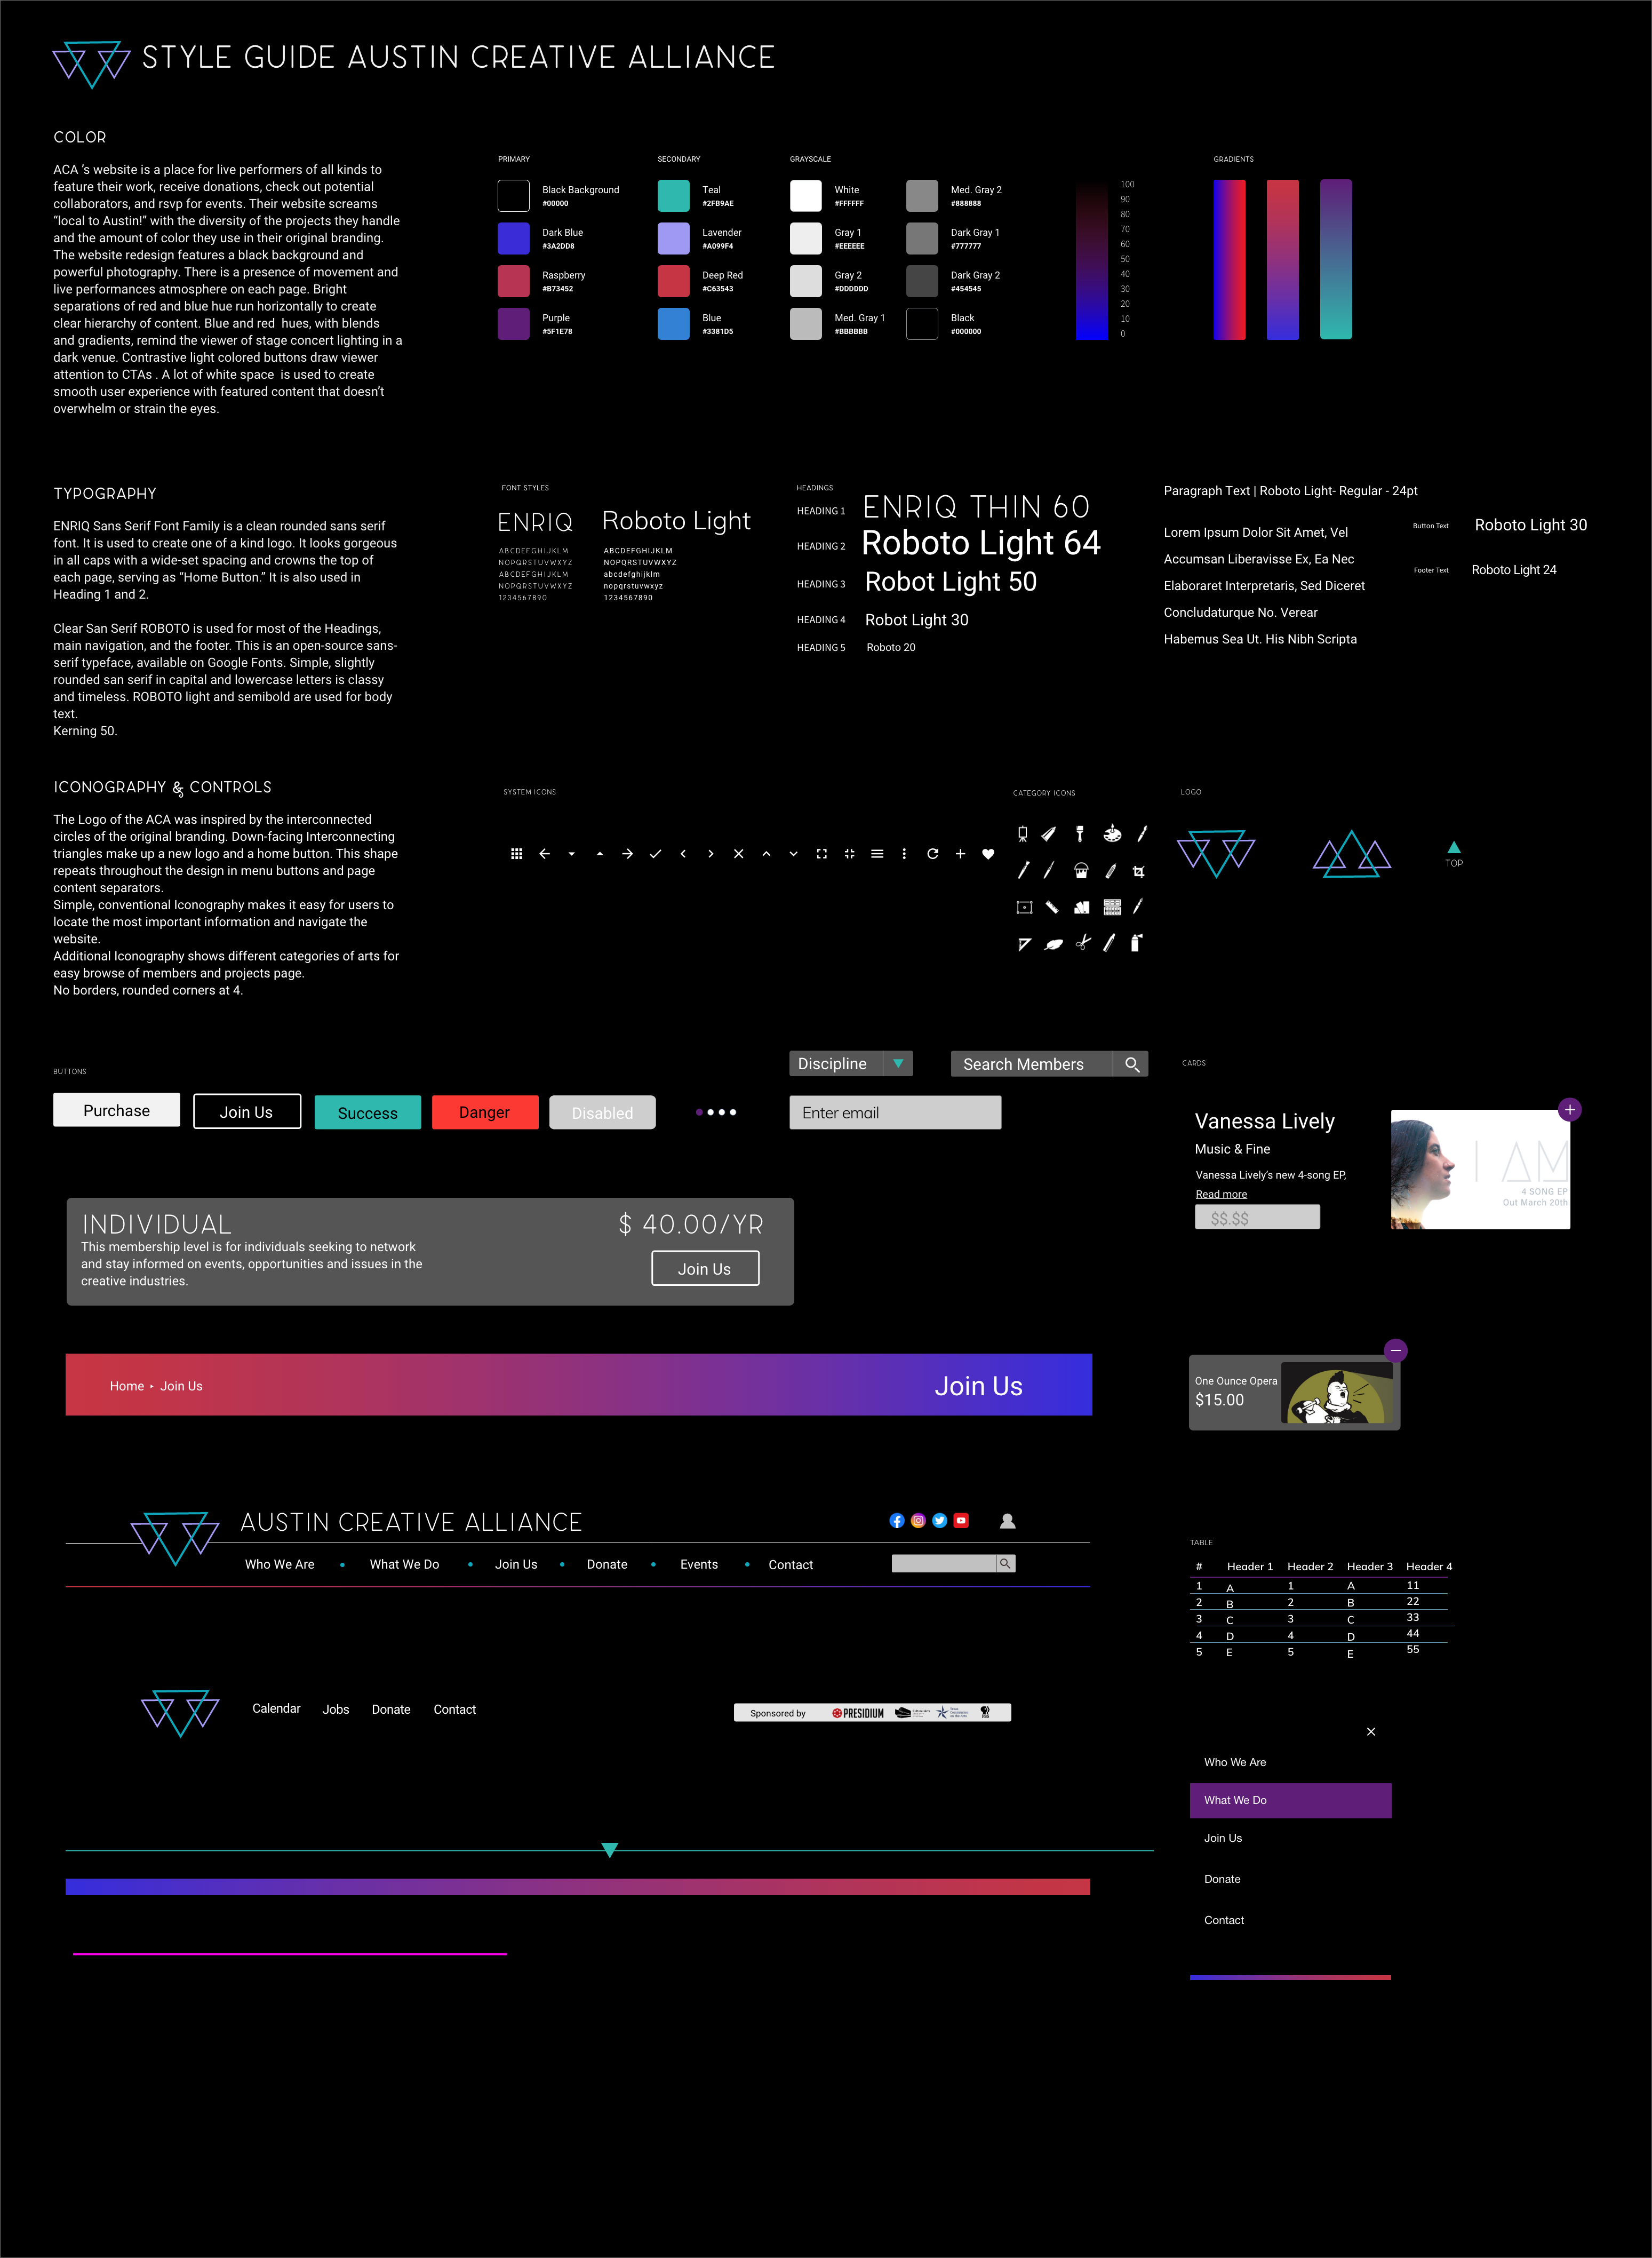 STYLE GUIDE AUSTIN CREATIVE ALLIANCE
COLOR
ACA 's website is a place for live performers of all kinds to
feature their work, receive donations, check out potential
collaborators, and rsvp for events. Their website screams
“local to Austin!” with the diversity of the projects they handle
and the amount of color they use in their original branding.
The website redesign features a black background and
powerful photography. There is a presence of movement and
live performances atmosphere on each page. Bright
separations of red and blue hue run horizontally to create
clear hierarchy of content. Blue and red  hues, with blends
and gradients, remind the viewer of stage concert lighting in a
dark venue. Contrastive light colored buttons draw viewer
attention to CTAs . A lot of white space  is used to create
smooth user experience with featured content that doesn’t
overwhelm or strain the eyes.
PRIMARY
Black Background
#00000
Dark Blue
#3A2DD8
Raspberry
#B73452
Purple
#5F1E78
SECONDARY
Teal
#2FB9AE
Lavender
#A099F4
Deep Red
#C63543
Blue
#3381D5
GRAYSCALE
White
#FFFFFF
Gray 1
#EEEEEE
Gray 2
#DDDDDD
Med. Gray 1
#BBBBBB
Med. Gray 2
#888888
Dark Gray 1
#777777
Dark Gray 2
#454545
Black
#000000
100
90
80
70
60
50
40
30
20
10
0
GRADIENTS
TYPOGRAPHY
ENRIQ Sans Serif Font Family is a clean rounded sans serif
font. It is used to create one of a kind logo. It looks gorgeous
in all caps with a wide-set spacing and crowns the top of
each page, serving as “Home Button.” It is also used in
Heading 1 and 2.
Clear San Serif ROBOTO is used for most of the Headings,
main navigation, and the footer. This is an open-source sans-
serif typeface, available on Google Fonts. Simple, slightly
rounded san serif in capital and lowercase letters is classy
and timeless. ROBOTO light and semibold are used for body
text.
Kerning 50.
FONT STYLES
ENRIQ
ABCDEFGHIJKLM
NOPQRSTUVWXYZ
ABCDEFGHIJKLM
NOPQRSTUVWXYZ
1234567890
Roboto Light
ABCDEFGHIJKLM
NOPQRSTUVWXYZ
abcdefghijklm
nopqrstuvwxyz
1234567890
HEADINGS
HEADING 1 ENRIQ THIN 60
HEADING 2 Roboto Light 64
HEADING 3 Robot Light 50
HEADING 4 Robot Light 30
HEADING 5 Roboto 20
Paragraph Text | Roboto Light- Regular - 24pt
Lorem Ipsum Dolor Sit Amet, Vel
Accumsan Liberavisse Ex, Ea Nec
Elaboraret Interpretaris, Sed Diceret
Concludaturque No. Verear
Habemus Sea Ut. His Nibh Scripta
Button Text Roboto Light 30
Footer Text Roboto Light 24
ICONOGRAPHY & CONTROLS
The Logo of the ACA was inspired by the interconnected
circles of the original branding. Down-facing Interconnecting
triangles make up a new logo and a home button. This shape
repeats throughout the design in menu buttons and page
content separators.
Simple, conventional Iconography makes it easy for users to
locate the most important information and navigate the
website.
Additional Iconography shows different categories of arts for
easy browse of members and projects page.
No borders, rounded corners at 4.
SYSTEM ICONS
CATEGORY ICONS
LOGO
TOP
BUTTONS
Purchase
Join Us
Success
Danger
Disabled
Discipline
Search Members
Enter email
CARDS
Vanessa Lively
Music & Fine
Vanessa Lively's new 4-song EP,
Read more
$$.$$
I AM
4 SONG EP
Out March 20th
INDIVIDUAL
$ 40.00/YR
This membership level is for individuals seeking to network
and stay informed on events, opportunities and issues in the
creative industries.
Join Us
Home Join Us
Join Us
One Ounce Opera
$15.00
AUSTIN CREATIVE ALLIANCE
Who We Are
What We Do
Join Us
Donate
Events
Contact
TABLE
# Header 1 Header 2 Header 3 Header 4
1 A 1 A 11
2 B 2 B 22
3 C 3 C 33
4 D 4 D 44
5 E 5 E 55
Calendar
Jobs
Donate
Contact
Sponsored by
PRESIDIUM
PBS
Who We Are
What We Do
Join Us
Donate
Contact